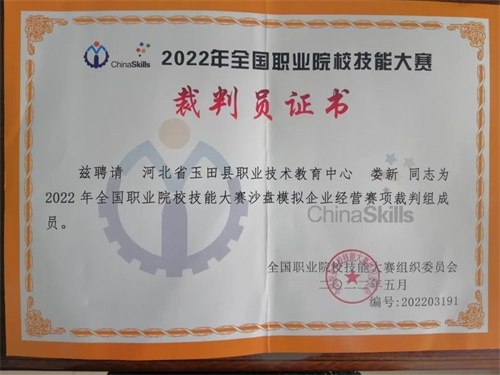 ChinaSkills
2022年全国职业院校技能大赛
裁判员证书
兹聘请 河北省玉田县职业技术教育中心 娄新 同志为
2022 年全国职业院校技能大赛沙盘模拟企业经营赛项裁判组成
员。
ChinaSkills
全国职业院校技能大赛组织委员会
二〇二二年五月
编号:202203191